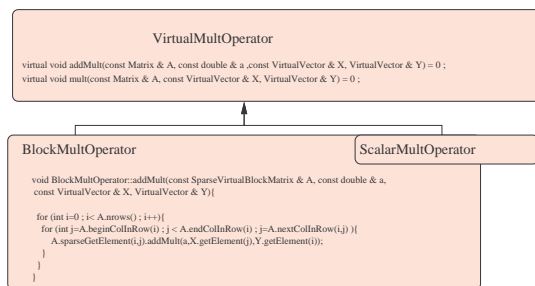 VirtualMultOperator
virtual void addMult(const Matrix & A, const double & a ,const VirtualVector & X, VirtualVector & Y) = 0 ;
virtual void mult(const Matrix & A, const VirtualVector & X, VirtualVector & Y) = 0 ;
BlockMultOperator
ScalarMultOperator
void BlockMultOperator::addMult(const SparseVirtualBlockMatrix & A, const double & a,
const VirtualVector & X, VirtualVector & Y){
for (int i=0 ; i< A.nrows() ; i++){
for (int j=A.beginColInRow(i) ; j < A.endColInRow(i) ; j=A.nextColInRow(i,j) ){
A.sparseGetElement(i,j).addMult(a,X.getElement(j),Y.getElement(i));
}
}
}